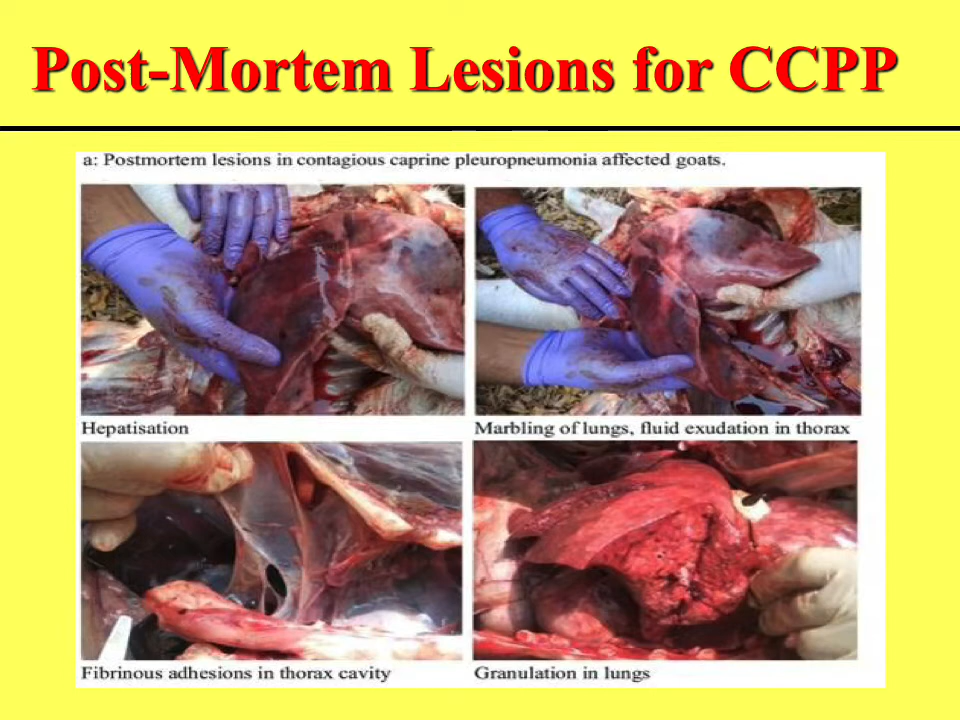 Post-Mortem Lesions for CCPP
a: Postmortem lesions in contagious caprine pleuropneumonia affected goats.
Hepatisation
Marbling of lungs, fluid exudation in thorax
Fibrinous adhesions in thorax cavity
Granulation in lungs